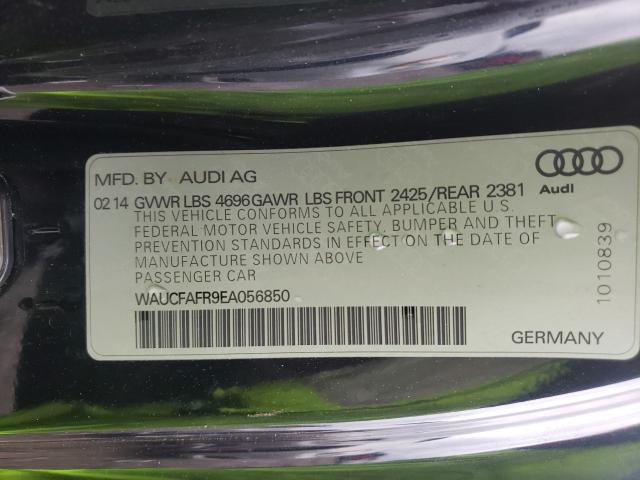 MFD. BY AUDI AG
02 14 GVWR LBS 4696 GAWR LBS FRONT 2425/REAR 2381
THIS VEHICLE CONFORMS TO ALL APPLICABLE U.S.
FEDERAL MOTOR VEHICLE SAFETY, BUMPER AND THEFT
PREVENTION STANDARDS IN EFFECT ON THE DATE OF
MANUFACTURE SHOWN ABOVE
PASSENGER CAR
WAUCFAFR9EA056850
Audi
1010839
GERMANY